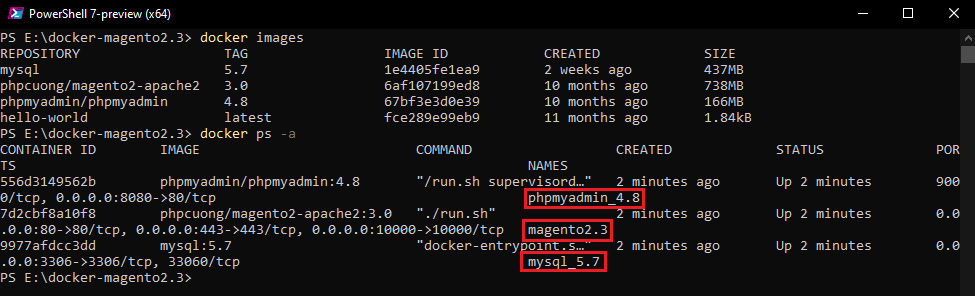 PowerShell 7-preview (x64)
PS E:\docker-magento2.3> docker images
REPOSITORY TAG IMAGE ID CREATED SIZE
mysql 5.7 1e4405fe1ea9 2 weeks ago 437MB
phpcuong/magento2-apache2 3.0 6af107199ed8 10 months ago 738MB
phpmyadmin/phpmyadmin 4.8 67bf3e3d0e39 10 months ago 166MB
hello-world latest fce289e99eb9 11 months ago 1.84kB
PS E:\docker-magento2.3> docker ps -a
CONTAINER ID IMAGE COMMAND CREATED STATUS POR
TS NAMES
556d3149562b phpmyadmin/phpmyadmin:4.8 "/run.sh supervisord…" 2 minutes ago Up 2 minutes 900
0/tcp, 0.0.0.0:8080->80/tcp phpmyadmin_4.8
7d2cbf8a10f8 phpcuong/magento2-apache2:3.0 "./run.sh" 2 minutes ago Up 2 minutes 0.0
.0.0:80->80/tcp, 0.0.0.0:443->443/tcp, 0.0.0.0:10000->10000/tcp magento2.3
9977afdcc3dd mysql:5.7 "docker-entrypoint.s…" 2 minutes ago Up 2 minutes 0.0
.0.0:3306->3306/tcp, 33060/tcp mysql_5.7
PS E:\docker-magento2.3>